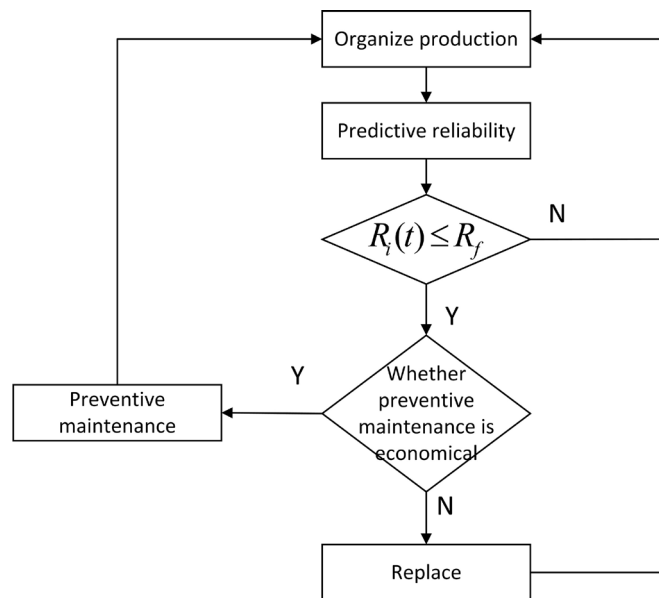 Organize production
Predictive reliability
R_i(t) ≤ R_f
N
Y
Y
Whether
preventive
maintenance is
economical
Preventive
maintenance
N
Replace